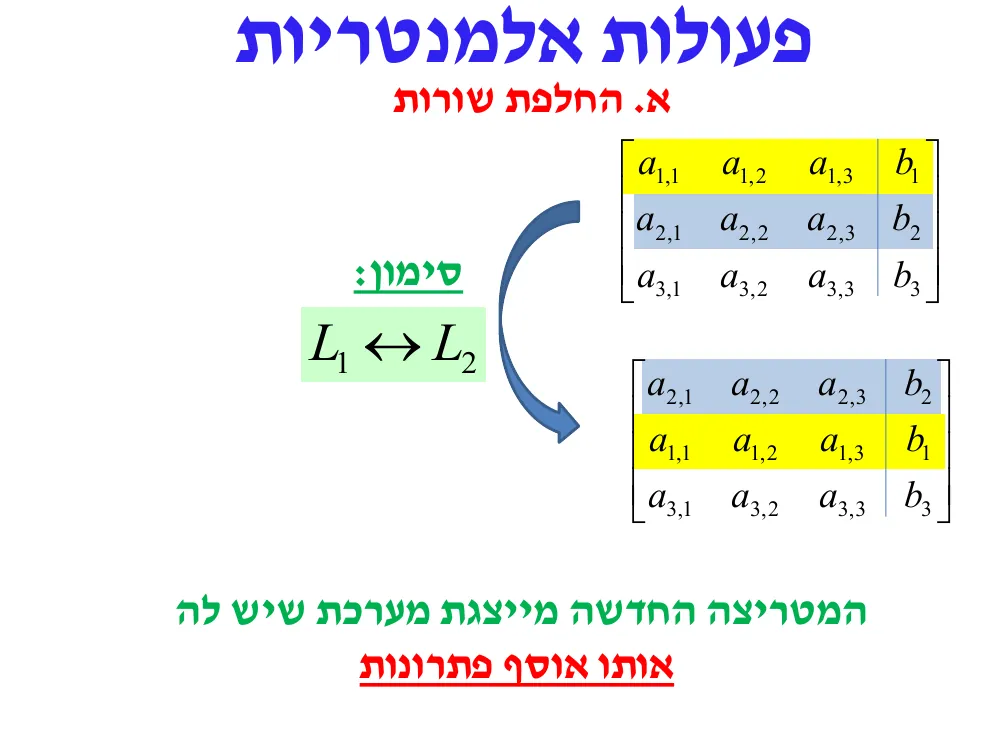 פעולות אלמנטריות
א. החלפת שורות
a1,1 a1,2 a1,3 b1
a2,1 a2,2 a2,3 b2
a3,1 a3,2 a3,3 b3
סימון:
L1 ↔ L2
a2,1 a2,2 a2,3 b2
a1,1 a1,2 a1,3 b1
a3,1 a3,2 a3,3 b3
המטריצה החדשה מייצגת מערכת שיש לה
אותו אוסף פתרונות